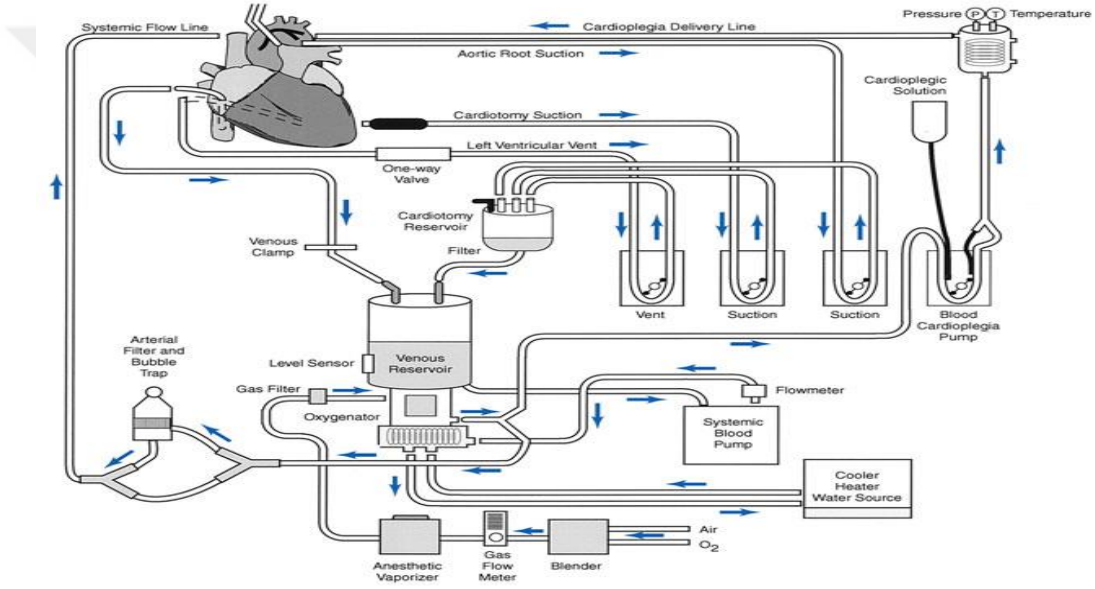 Systemic Flow Line
Cardioplegia Delivery Line
Pressure P T Temperature
Aortic Root Suction
Cardioplegic
Solution
Cardiotomy Suction
Left Ventricular Vent
One-way
Valve
Cardiotomy
Reservoir
Filter
Venous
Clamp
Vent
Suction
Suction
Blood
Cardioplegia
Pump
Arterial
Filter and
Bubble
Trap
Level Sensor
Venous
Reservoir
Gas Filter
Oxygenator
Flowmeter
Systemic
Blood
Pump
Cooler
Heater
Water Source
Anesthetic
Vaporizer
Gas
Flow
Meter
Blender
Air
O2